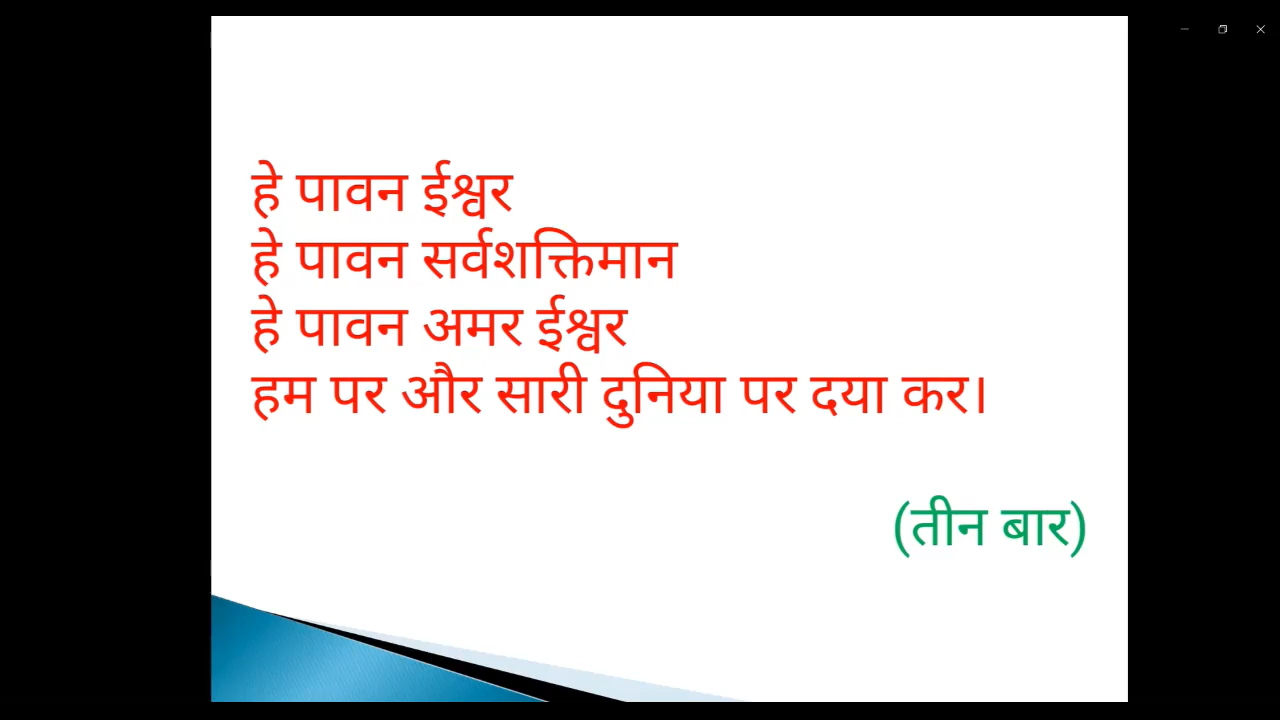 हे पावन ईश्वर
हे पावन सर्वशक्तिमान
हे पावन अमर ईश्वर
हम पर और सारी दुनिया पर दया कर।
(तीन बार)